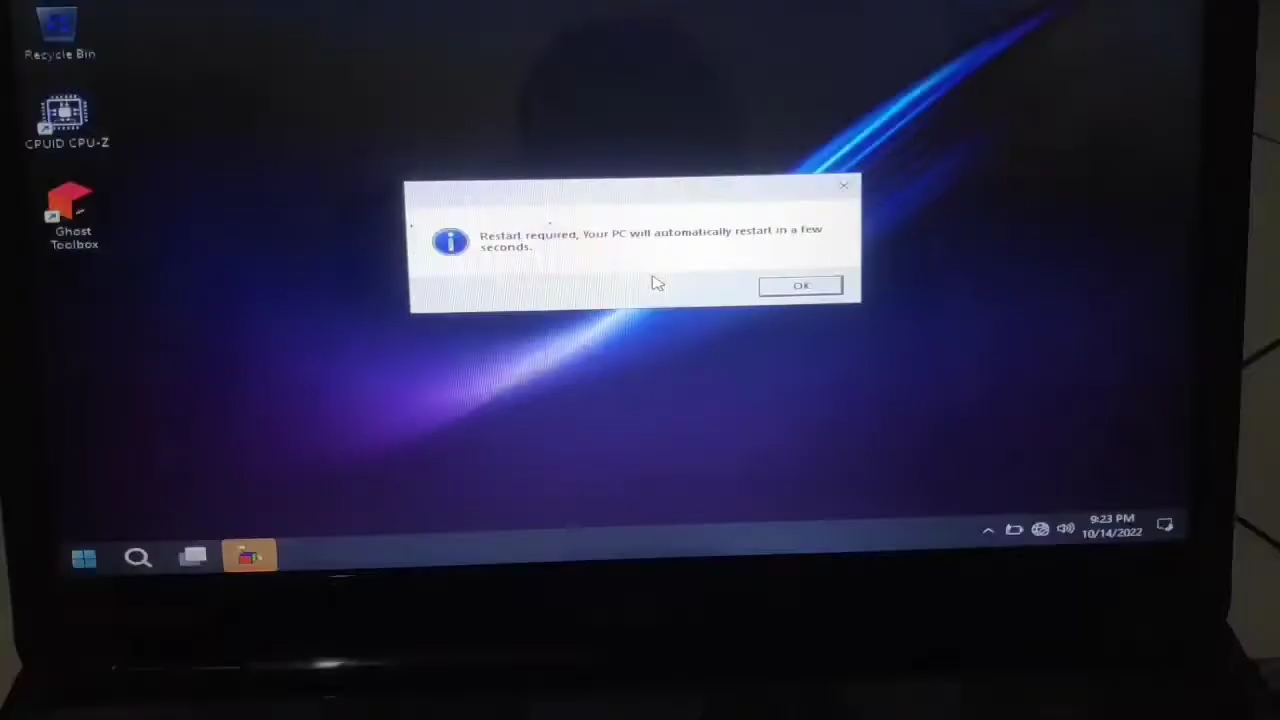 Recycle Bin
CPUID CPU-Z
Ghost
Toolbox
Restart required, Your PC will automatically restart in a few
seconds.
OK
9:23 PM
10/14/2022